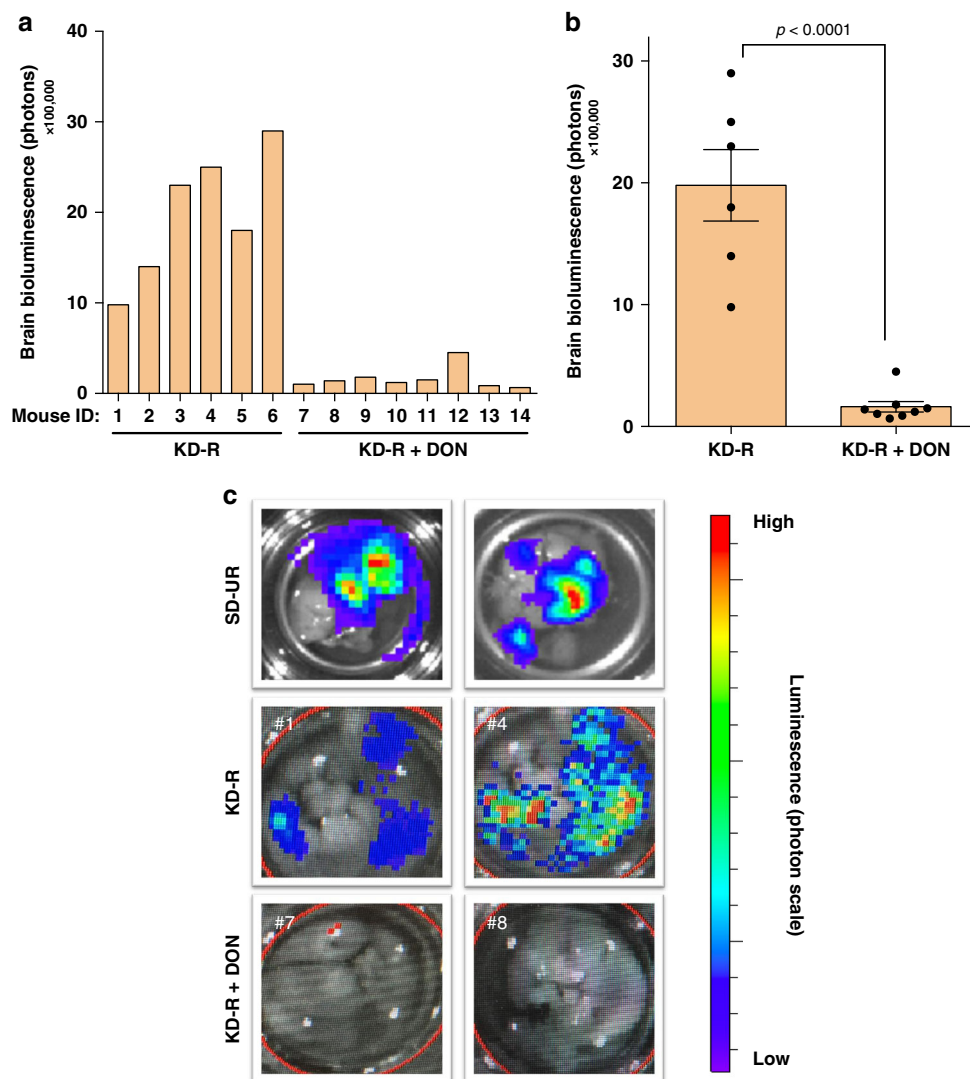 a
Brain bioluminescence (photons)
×100,000
40
30
20
10
0
Mouse ID: 1 2 3 4 5 6 7 8 9 10 11 12 13 14
KD-R
KD-R + DON
b
p < 0.0001
Brain bioluminescence (photons)
×100,000
30
20
10
0
KD-R
KD-R + DON
c
SD-UR
KD-R
#1
#4
KD-R + DON
#7
#8
High
Luminescence (photon scale)
Low